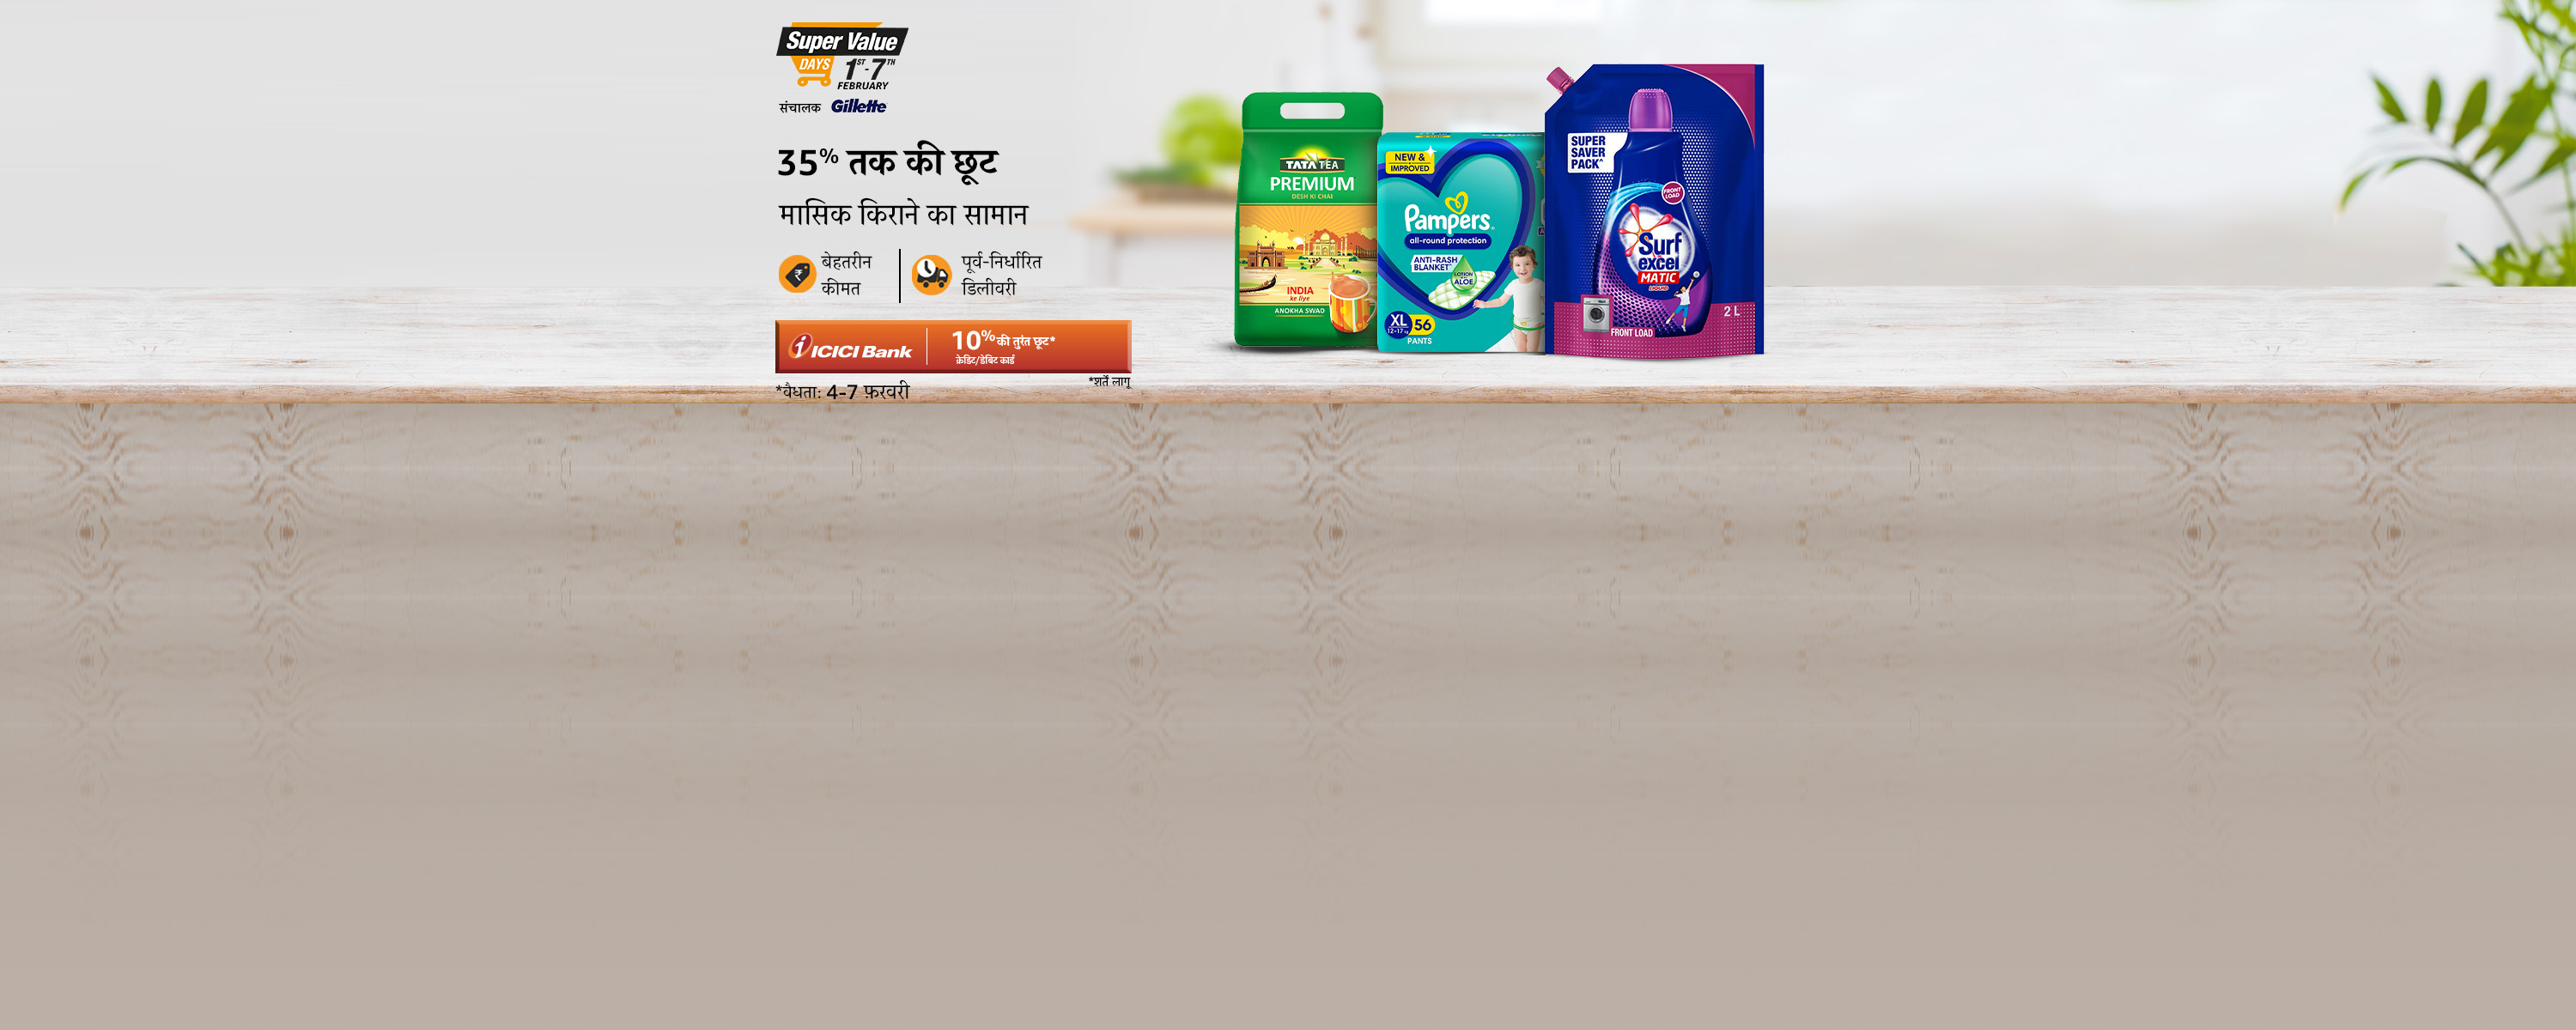 Super Value
DAYS 1ST - 7TH
FEBRUARY
संचालक Gillette
35% तक की छूट
मासिक किराने का सामान
बेहतरीन
कीमत
पूर्व-निर्धारित
डिलीवरी
ICICI Bank
10% की तुरंत छूट*
क्रेडिट/डेबिट कार्ड
*शर्तें लागू
*वैधता: 4-7 फ़रवरी
TATA TEA
PREMIUM
DESH KI CHAI
INDIA
ke liye
ANOKHA SWAD
NEW &
IMPROVED
Pampers
all-round protection
ANTI-RASH
BLANKET
LOTION
ALOE
XL
12-17 kg
56
PANTS
SUPER
SAVER
PACK^
FRONT
LOAD
Surf
excel
MATIC
LIQUID
FRONT LOAD
2 L